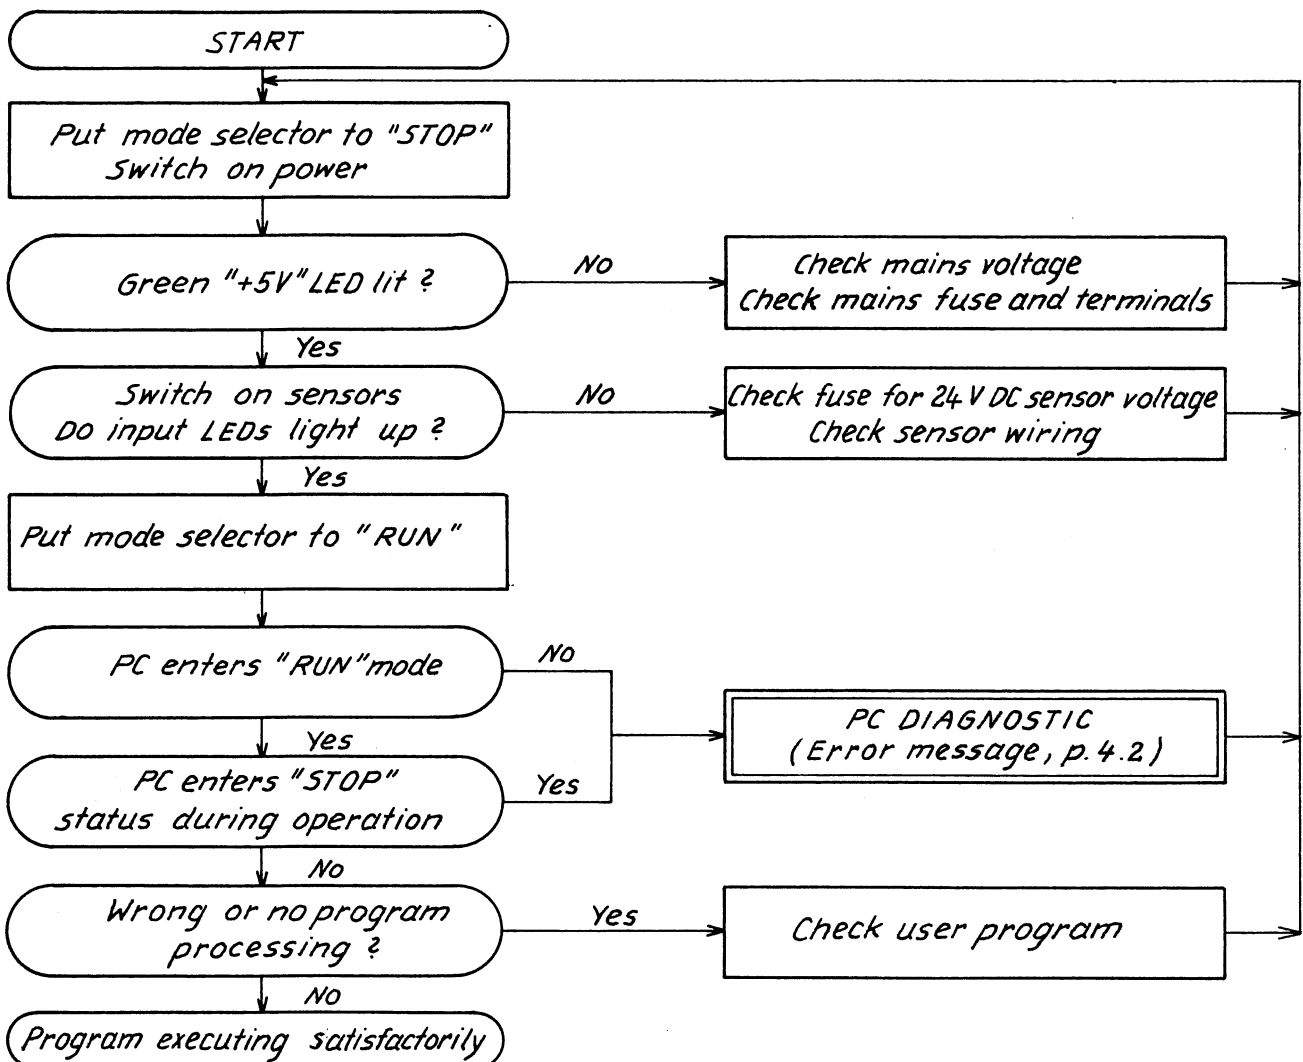 START
Put mode selector to "STOP"
Switch on power
Green "+5V" LED lit ?
No
Check mains voltage
Check mains fuse and terminals
Yes
Switch on sensors
Do input LEDs light up ?
No
Check fuse for 24 V DC sensor voltage
Check sensor wiring
Yes
Put mode selector to "RUN"
PC enters "RUN" mode
No
PC DIAGNOSTIC
(Error message, p. 4.2)
Yes
PC enters "STOP"
status during operation
Yes
No
Wrong or no program
processing ?
Yes
Check user program
No
Program executing satisfactorily